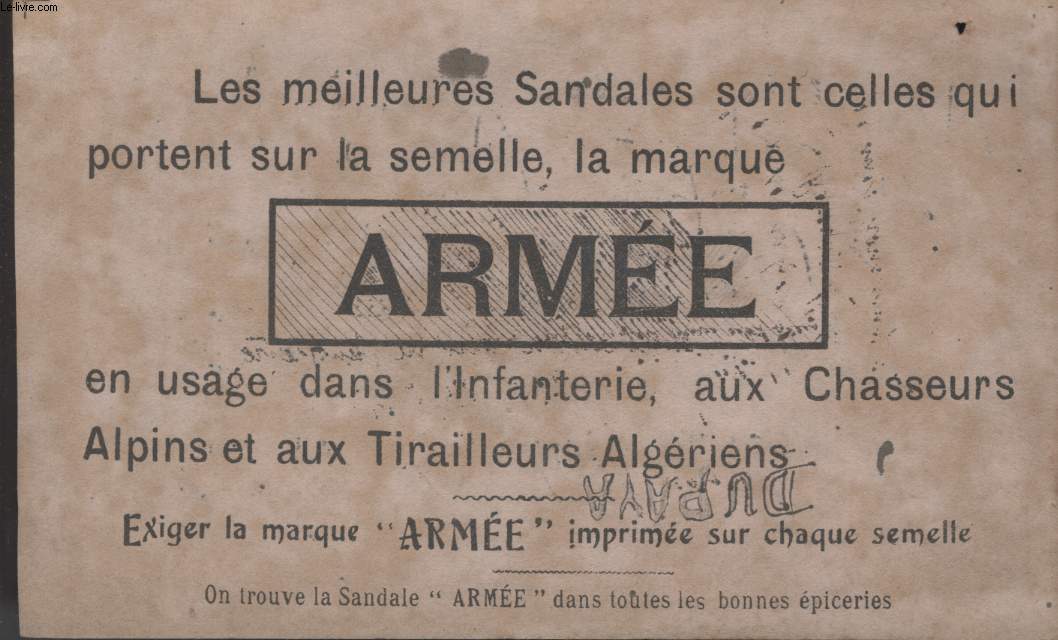 Le-livre.com
Les meilleures Sandales sont celles qui
portent sur la semelle, la marque
ARMÉE
en usage dans l'Infanterie, aux Chasseurs
Alpins et aux Tirailleurs Algériens
Exiger la marque "ARMÉE" imprimée sur chaque semelle
On trouve la Sandale " ARMÉE " dans toutes les bonnes épiceries